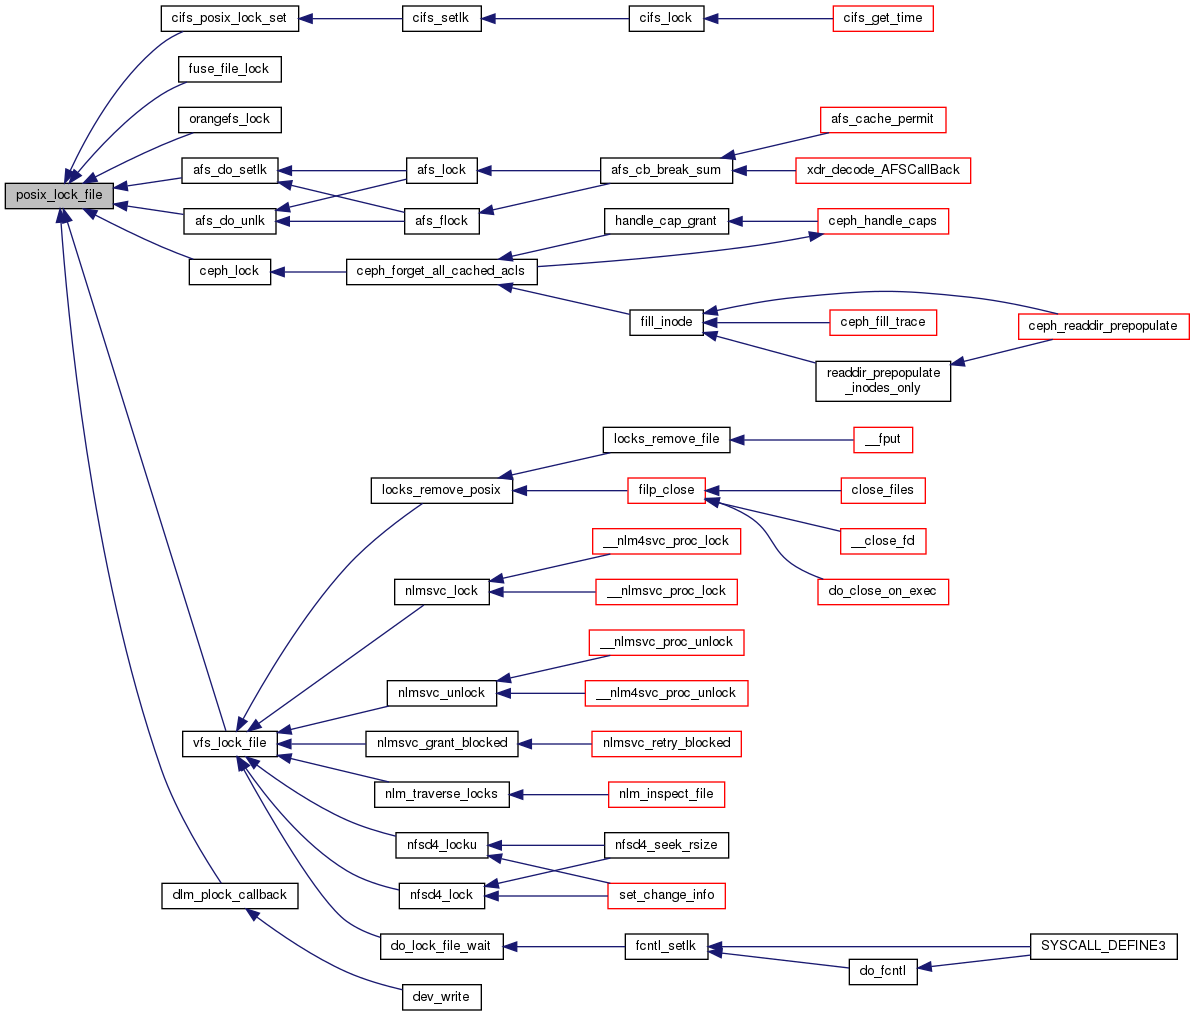 cifs_posix_lock_set
cifs_setlk
cifs_lock
cifs_get_time
fuse_file_lock
orangefs_lock
afs_cache_permit
afs_do_setlk
afs_lock
afs_cb_break_sum
xdr_decode_AFSCallBack
posix_lock_file
afs_do_unlk
afs_flock
handle_cap_grant
ceph_handle_caps
ceph_lock
ceph_forget_all_cached_acls
fill_inode
ceph_fill_trace
ceph_readdir_prepopulate
readdir_prepopulate
_inodes_only
locks_remove_file
__fput
locks_remove_posix
filp_close
close_files
__nlm4svc_proc_lock
__close_fd
nlmsvc_lock
__nlmsvc_proc_lock
do_close_on_exec
__nlmsvc_proc_unlock
nlmsvc_unlock
__nlm4svc_proc_unlock
vfs_lock_file
nlmsvc_grant_blocked
nlmsvc_retry_blocked
nlm_traverse_locks
nlm_inspect_file
nfsd4_locku
nfsd4_seek_rsize
dlm_plock_callback
nfsd4_lock
set_change_info
do_lock_file_wait
fcntl_setlk
SYSCALL_DEFINE3
do_fcntl
dev_write